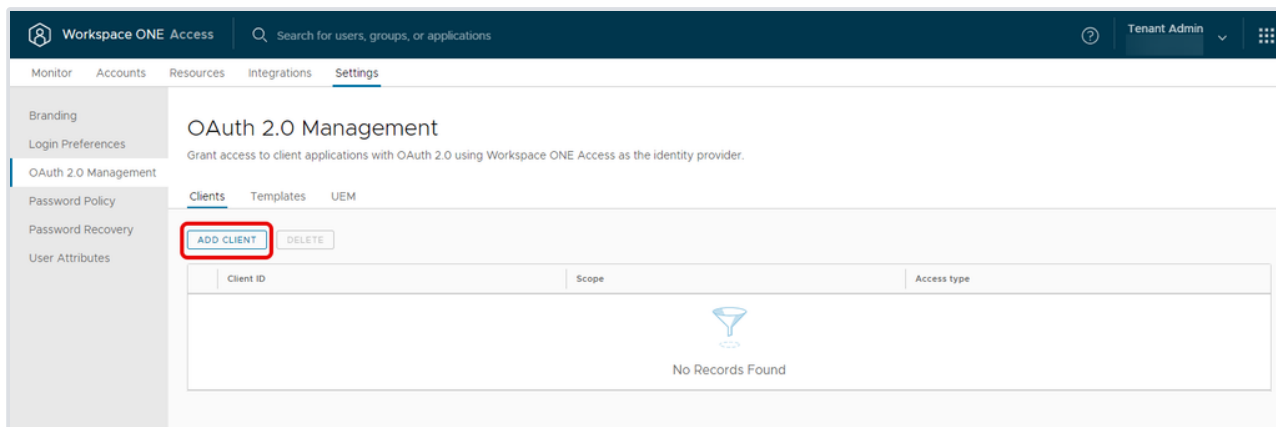 Workspace ONE Access
Search for users, groups, or applications
Tenant Admin
Monitor Accounts Resources Integrations Settings
Branding
Login Preferences
OAuth 2.0 Management
Password Policy
Password Recovery
User Attributes
OAuth 2.0 Management
Grant access to client applications with OAuth 2.0 using Workspace ONE Access as the identity provider.
Clients Templates UEM
ADD CLIENT DELETE
Client ID Scope Access type
No Records Found